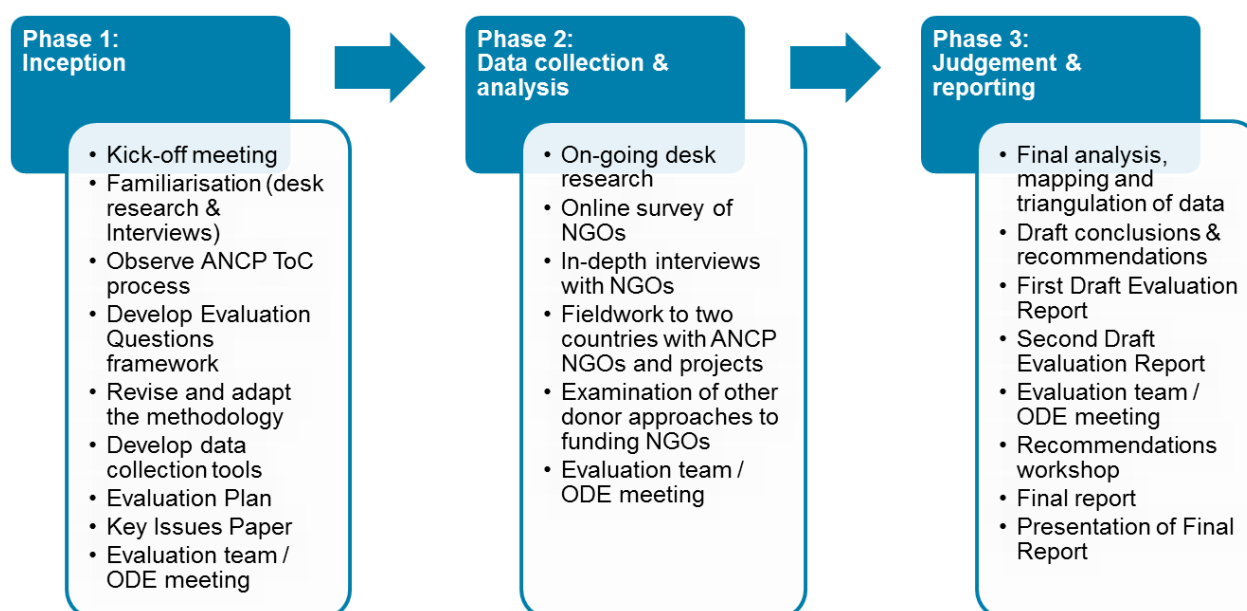 Phase 1:
Inception
• Kick-off meeting
• Familiarisation (desk
research &
Interviews)
• Observe ANCP ToC
process
• Develop Evaluation
Questions
framework
• Revise and adapt
the methodology
• Develop data
collection tools
• Evaluation Plan
• Key Issues Paper
• Evaluation team /
ODE meeting
Phase 2:
Data collection &
analysis
• On-going desk
research
• Online survey of
NGOs
• In-depth interviews
with NGOs
• Fieldwork to two
countries with ANCP
NGOs and projects
• Examination of other
donor approaches to
funding NGOs
• Evaluation team /
ODE meeting
Phase 3:
Judgement &
reporting
• Final analysis,
mapping and
triangulation of data
• Draft conclusions &
recommendations
• First Draft Evaluation
Report
• Second Draft
Evaluation Report
• Evaluation team /
ODE meeting
• Recommendations
workshop
• Final report
• Presentation of Final
Report